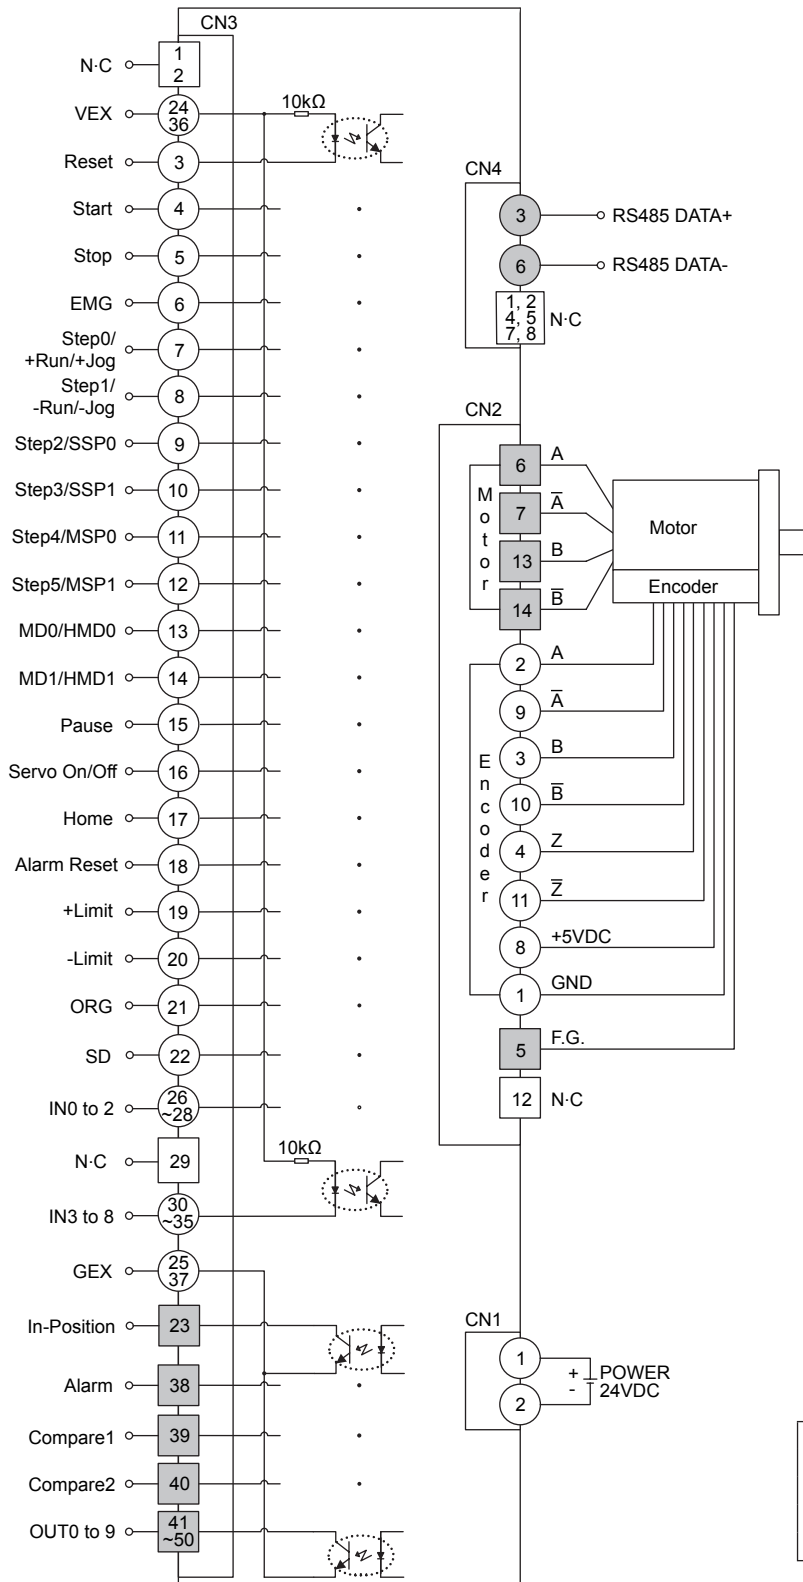 CN3
N·C
1
2
VEX
24
36
10kΩ
Reset
3
Start
4
Stop
5
EMG
6
Step0/
+Run/+Jog
7
Step1/
-Run/-Jog
8
Step2/SSP0
9
Step3/SSP1
10
Step4/MSP0
11
Step5/MSP1
12
MD0/HMD0
13
MD1/HMD1
14
Pause
15
Servo On/Off
16
Home
17
Alarm Reset
18
+Limit
19
-Limit
20
ORG
21
SD
22
IN0 to 2
26
~28
N·C
29
10kΩ
IN3 to 8
30
~35
GEX
25
37
In-Position
23
Alarm
38
Compare1
39
Compare2
40
OUT0 to 9
41
~50
CN4
3
RS485 DATA+
6
RS485 DATA-
1, 2
4, 5
7, 8
N·C
CN2
Motor
6
A
7
A̅
13
B
14
B̅
Motor
Encoder
Encoder
2
A
9
A̅
3
B
10
B̅
4
Z
11
Z̅
8
+5VDC
1
GND
5
F.G.
12
N·C
CN1
1
2
+
-
POWER
24VDC